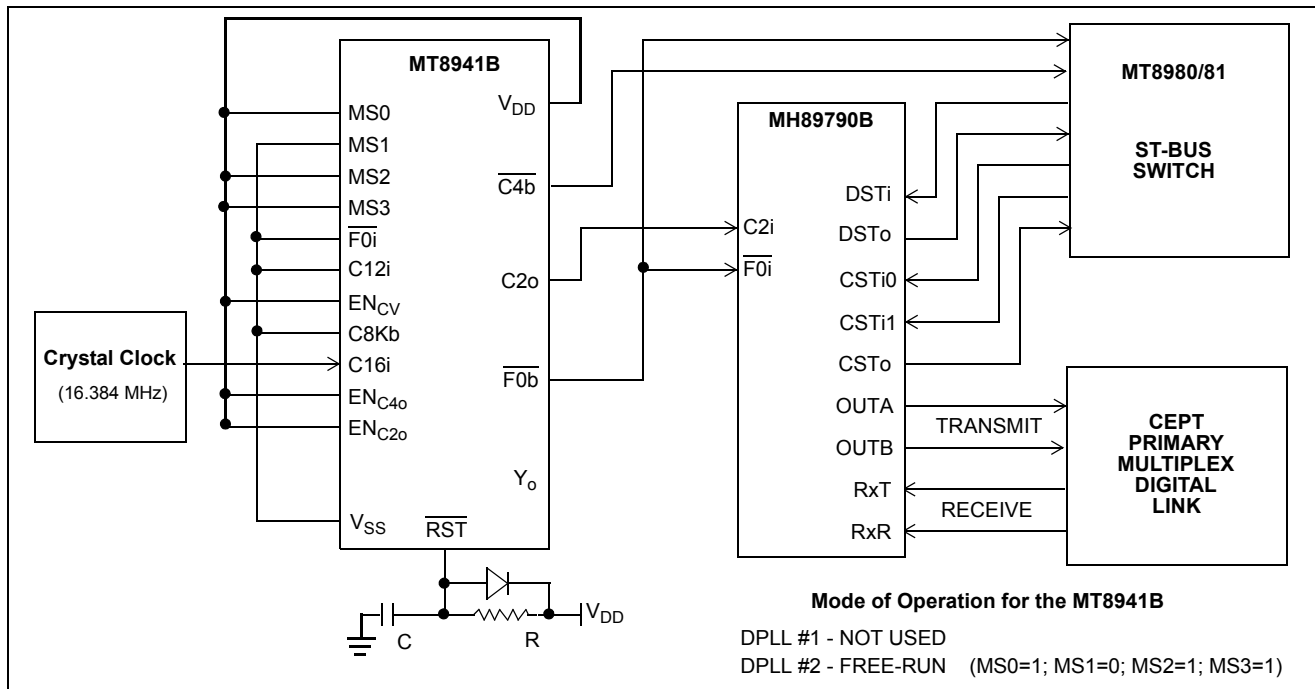 MT8941B
MS0
MS1
MS2
MS3
F0i
C12i
ENCV
C8Kb
C16i
ENC4o
ENC2o
VSS
VDD
C4b
C2o
F0b
Yo
RST
Crystal Clock
(16.384 MHz)
C
R
VDD
MH89790B
C2i
F0i
DSTi
DSTo
CSTi0
CSTi1
CSTo
OUTA
OUTB
RxT
RxR
MT8980/81
ST-BUS
SWITCH
TRANSMIT
RECEIVE
CEPT
PRIMARY
MULTIPLEX
DIGITAL
LINK
Mode of Operation for the MT8941B
DPLL #1 - NOT USED
DPLL #2 - FREE-RUN (MS0=1; MS1=0; MS2=1; MS3=1)